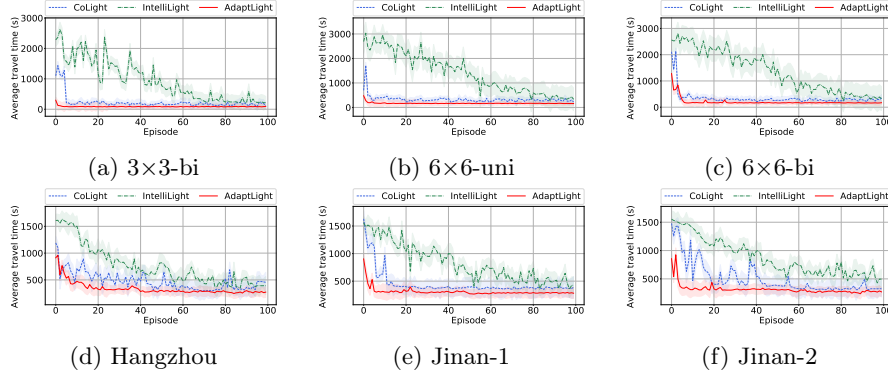 CoLight IntelliLight AdaptLight CoLight IntelliLight AdaptLight CoLight IntelliLight AdaptLight
Average travel time (s) Average travel time (s) Average travel time (s)
3000 3000
3000
2000 2000 2000
1000 1000 1000
0 0 0
0 20 40 60 80 100 0 20 40 60 80 100 0 20 40 60 80 100
Episode Episode Episode
(a) 3×3-bi (b) 6×6-uni (c) 6×6-bi
CoLight IntelliLight AdaptLight CoLight IntelliLight AdaptLight CoLight IntelliLight AdaptLight
Average travel time (s) Average travel time (s) Average travel time (s)
1500 1500 1500
1000 1000 1000
500 500 500
0 20 40 60 80 100 0 20 40 60 80 100 0 20 40 60 80 100
Episode Episode Episode
(d) Hangzhou (e) Jinan-1 (f) Jinan-2